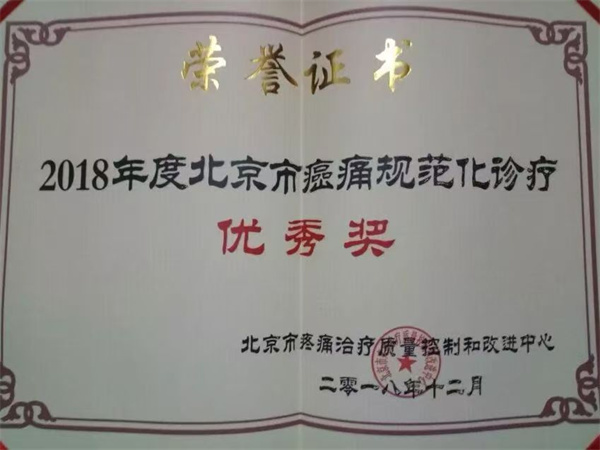 荣誉证书
2018年度北京市癌痛规范化诊疗
优秀奖
北京市疼痛治疗质量控制和改进中心
二零一八年十二月